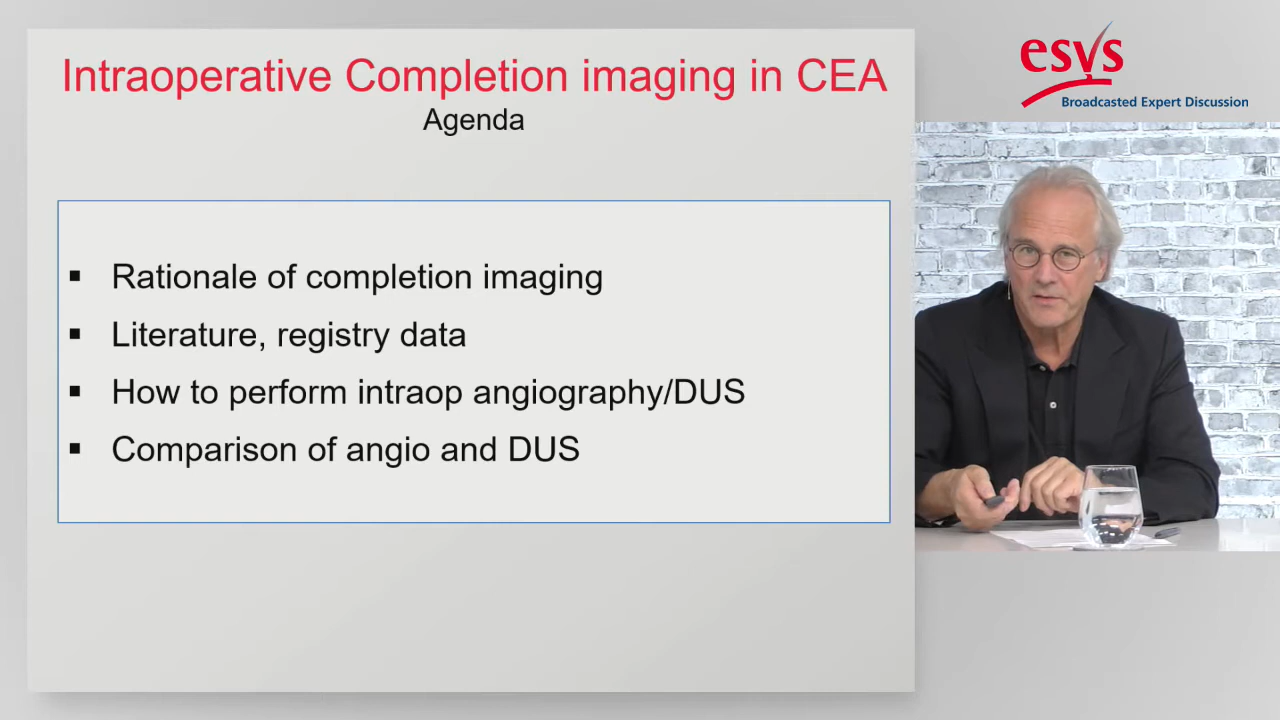 Intraoperative Completion imaging in CEA
Agenda
▪ Rationale of completion imaging
▪ Literature, registry data
▪ How to perform intraop angiography/DUS
▪ Comparison of angio and DUS
esvs
Broadcasted Expert Discussion